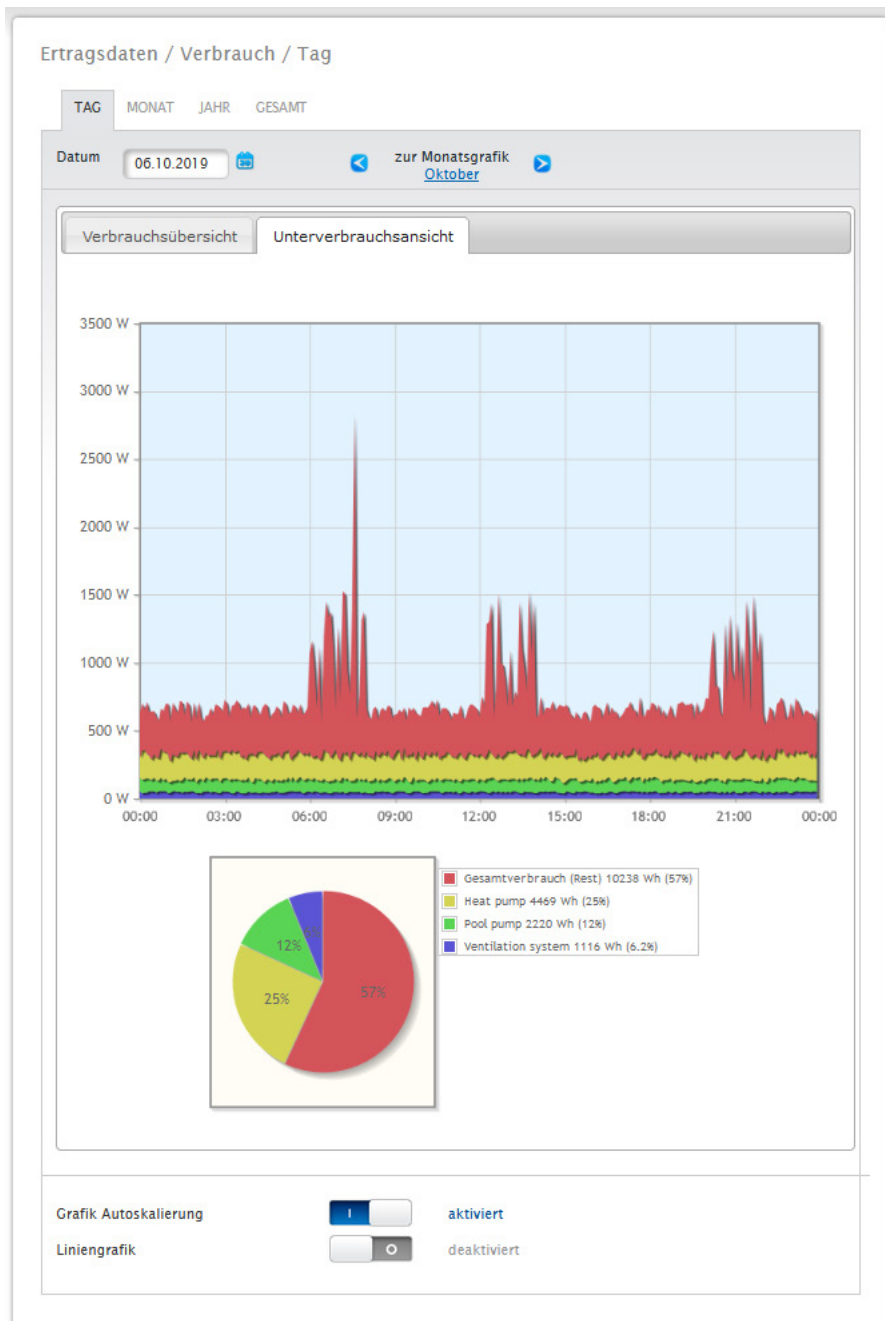 Ertragsdaten / Verbrauch / Tag
TAG MONAT JAHR GESAMT
Datum 06.10.2019 zur Monatsgrafik
Oktober
Verbrauchsübersicht Unterverbrauchsansicht
3500 W
3000 W
2500 W
2000 W
1500 W
1000 W
500 W
0 W
00:00 03:00 06:00 09:00 12:00 15:00 18:00 21:00 00:00
Gesamtverbrauch (Rest) 10238 Wh (57%)
Heat pump 4469 Wh (25%)
Pool pump 2220 Wh (12%)
Ventilation system 1116 Wh (6.2%)
12%
57%
25%
Grafik Autoskalierung I aktiviert
Liniengrafik O deaktiviert